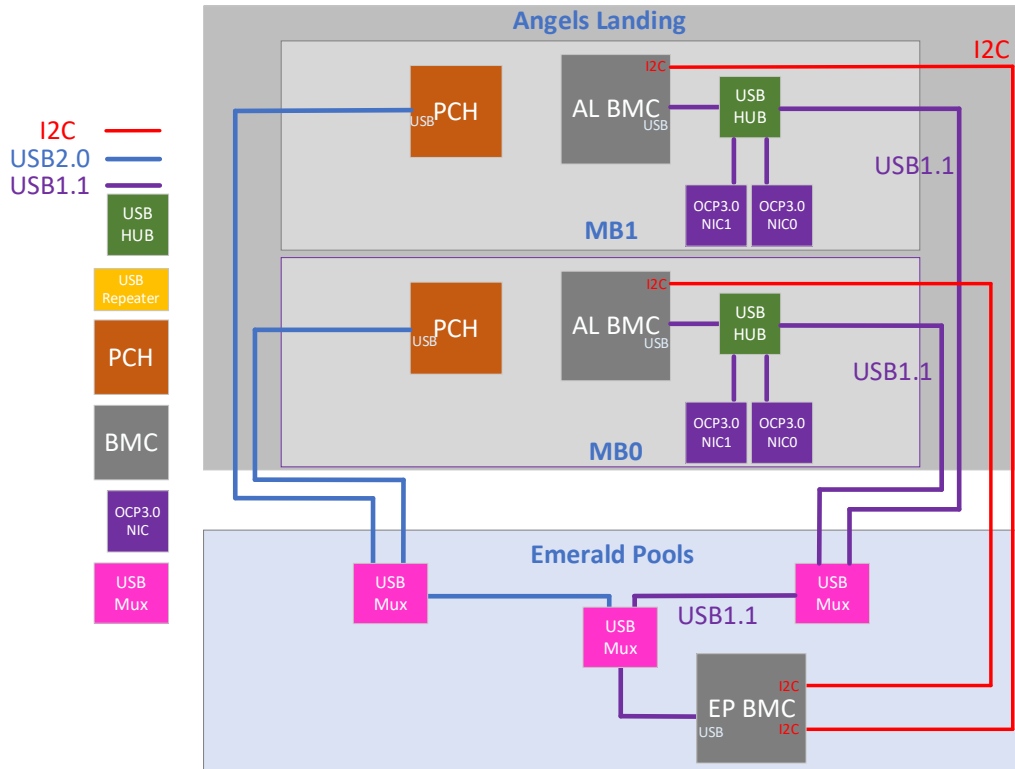 Angels Landing
I2C
I2C
USB2.0
USB1.1
USB
HUB
USB
Repeater
PCH
BMC
OCP3.0
NIC
USB
Mux
USB
PCH
I2C
AL BMC
USB
USB
HUB
OCP3.0
NIC1
OCP3.0
NIC0
MB1
USB1.1
USB
PCH
I2C
AL BMC
USB
USB
HUB
OCP3.0
NIC1
OCP3.0
NIC0
MB0
USB1.1
Emerald Pools
USB
Mux
USB
Mux
USB1.1
USB
Mux
I2C
EP BMC
USB
I2C